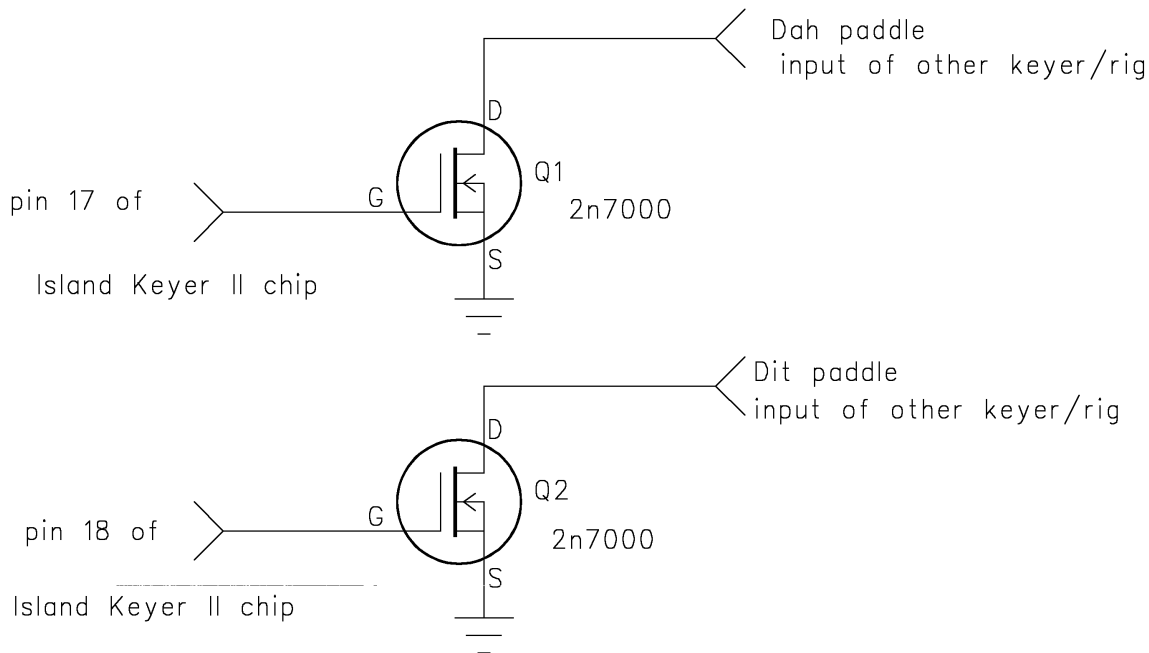 Dah paddle
input of other keyer/rig
D
Q1
pin 17 of
G
2n7000
S
Island Keyer II chip
Dit paddle
input of other keyer/rig
D
Q2
G
pin 18 of
2n7000
S
Island Keyer II chip